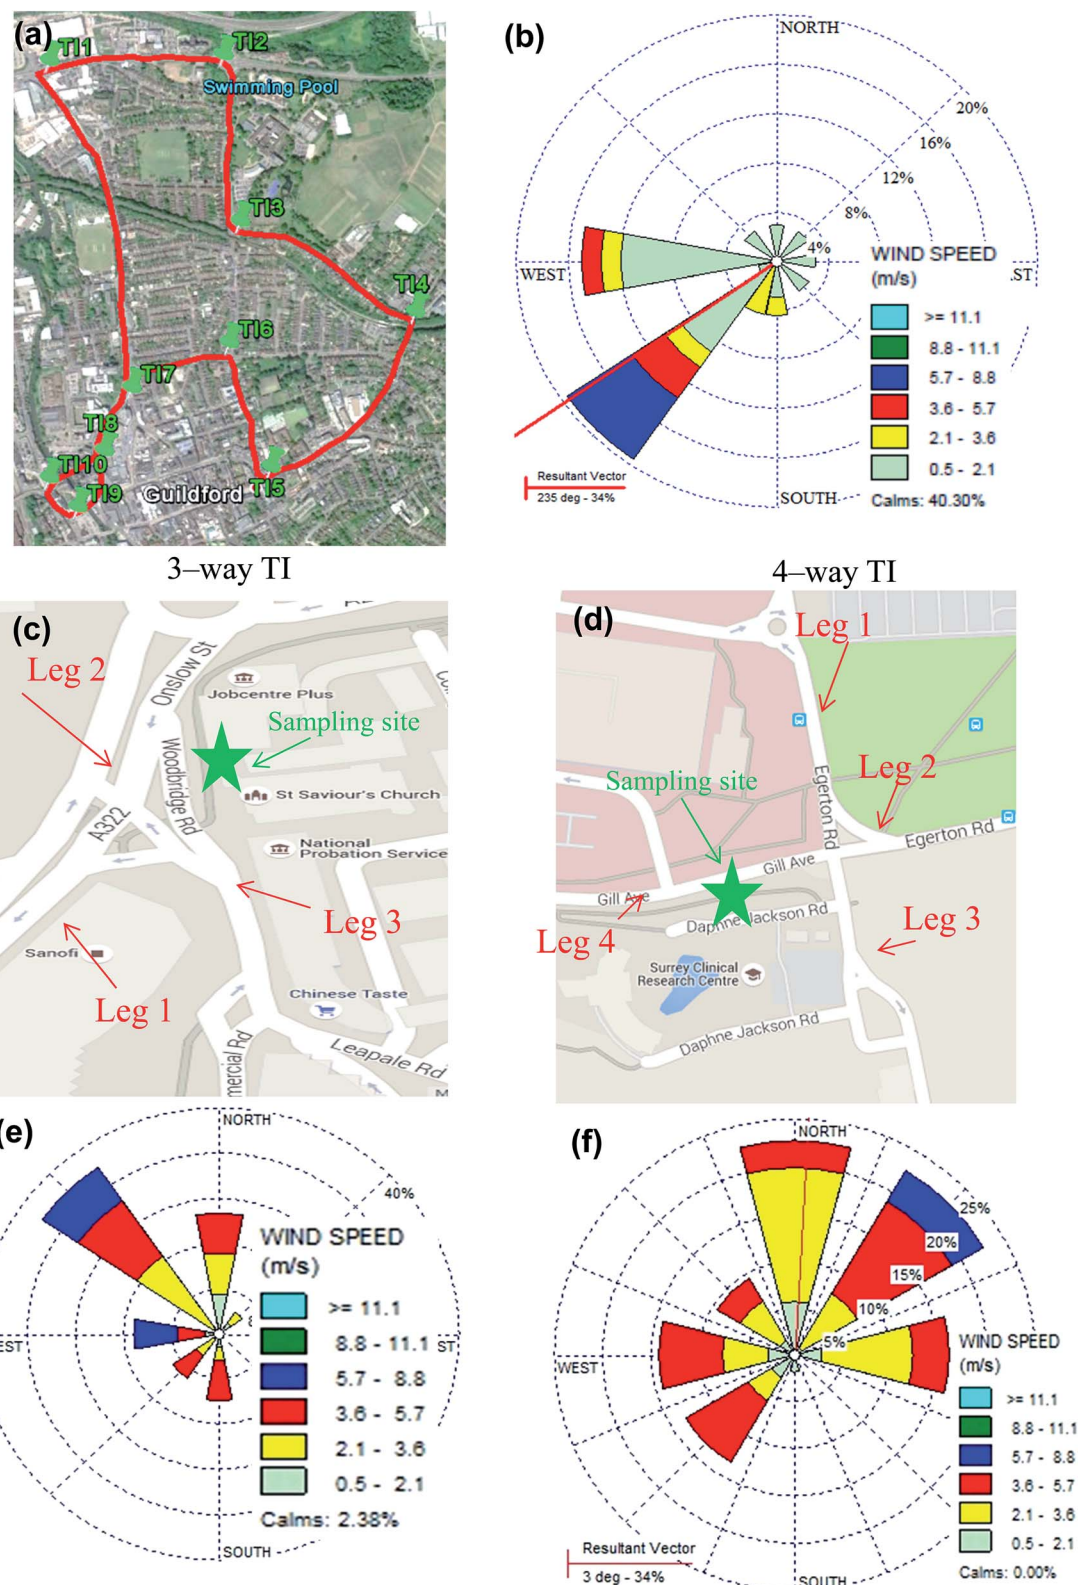 (a)
TI1
TI2
Swimming Pool
TI3
TI4
TI6
TI7
TI8
TI10
TI9
Guildford
TI5
(b)
NORTH
20%
16%
12%
8%
4%
WEST
ST
SOUTH
WIND SPEED
(m/s)
>= 11.1
8.8 - 11.1
5.7 - 8.8
3.6 - 5.7
2.1 - 3.6
0.5 - 2.1
Calms: 40.30%
Resultant Vector
235 deg - 34%
3–way TI
4–way TI
(c)
Leg 2
Onslow St
Jobcentre Plus
Sampling site
Woodbridge Rd
St Saviour's Church
A322
National
Probation Service
Leg 3
Sanofi
Leg 1
Chinese Taste
mercial Rd
Leapale Rd
(d)
Leg 1
Leg 2
Sampling site
Egerton Rd
Egerton Rd
Gill Ave
Gill Ave
Daphne Jackson Rd
Leg 3
Leg 4
Surrey Clinical
Research Centre
Daphne Jackson Rd
(e)
NORTH
40%
WIND SPEED
(m/s)
>= 11.1
8.8 - 11.1
5.7 - 8.8
3.6 - 5.7
2.1 - 3.6
0.5 - 2.1
Calms: 2.38%
EST
ST
SOUTH
(f)
NORTH
25%
20%
15%
10%
5%
WEST
WIND SPEED
(m/s)
>= 11.1
8.8 - 11.1
5.7 - 8.8
3.6 - 5.7
2.1 - 3.6
0.5 - 2.1
Calms: 0.00%
Resultant Vector
3 deg - 34%
SOUTH